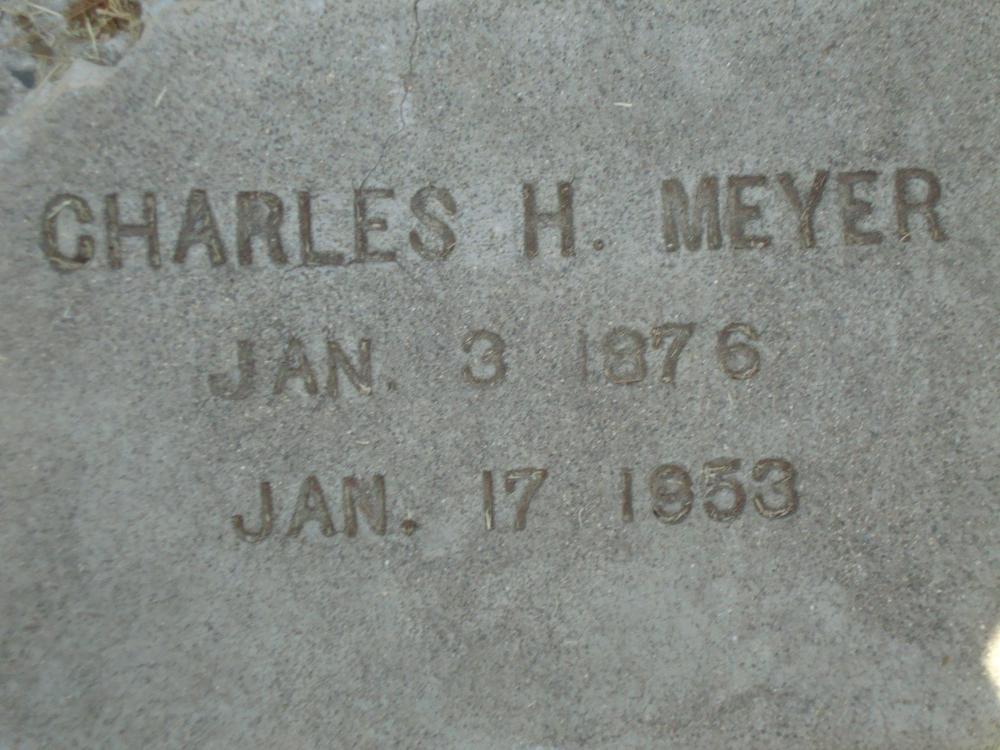 CHARLES H. MEYER
JAN. 3 1876
JAN. 17 1953